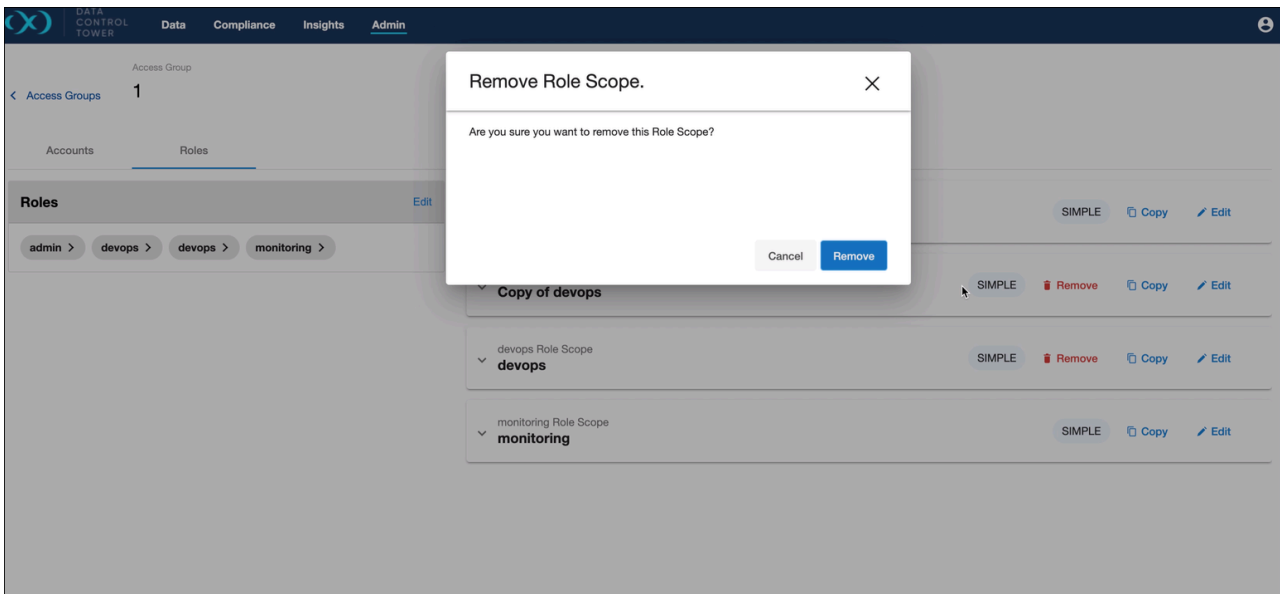 DATA
CONTROL
TOWER
Data Compliance Insights Admin
Access Group
1
Access Groups
Accounts Roles
Roles Edit
admin devops devops monitoring
Remove Role Scope.
Are you sure you want to remove this Role Scope?
Cancel Remove
SIMPLE Copy Edit
Copy of devops
SIMPLE Remove Copy Edit
devops Role Scope
devops
SIMPLE Remove Copy Edit
monitoring Role Scope
monitoring
SIMPLE Copy Edit